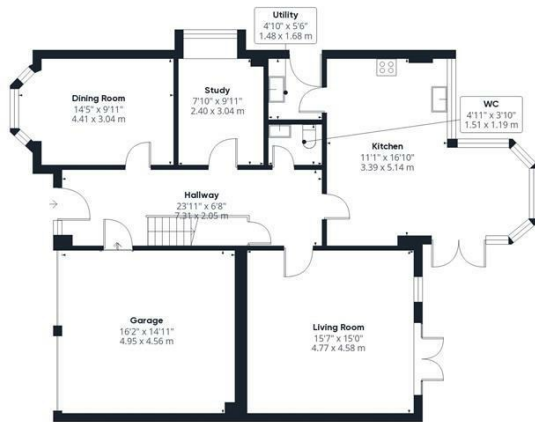 Utility
4'10" x 5'6"
1.48 x 1.68 m
Dining Room
14'5" x 9'11"
4.41 x 3.04 m
Study
7'10" x 9'11"
2.40 x 3.04 m
WC
4'11" x 3'10"
1.51 x 1.19 m
Kitchen
11'1" x 16'10"
3.39 x 5.14 m
Hallway
23'11" x 6'8"
7.31 x 2.05 m
Garage
16'2" x 14'11"
4.95 x 4.56 m
Living Room
15'7" x 15'0"
4.77 x 4.58 m